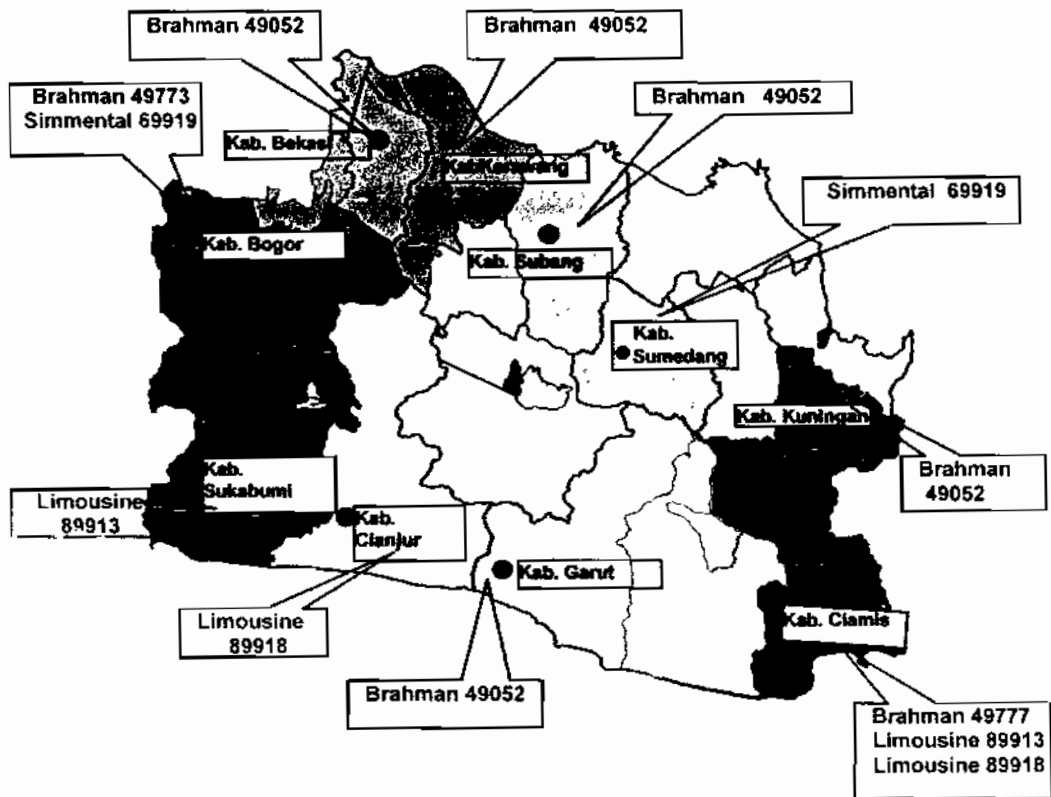 Brahman 49052
Brahman 49052
Brahman 49773
Simmental 69919
Brahman 49052
Kab. Bekasi
Kab.Karawang
Simmental 69919
Kab. Bogor
Kab. Subang
Kab.
Sumedang
Kab. Kuningan
Brahman
49052
Kab.
Sukabumi
Limousine
89913
Kab.
Cianjur
Kab. Garut
Limousine
89918
Kab. Ciamis
Brahman 49052
Brahman 49777
Limousine 89913
Limousine 89918